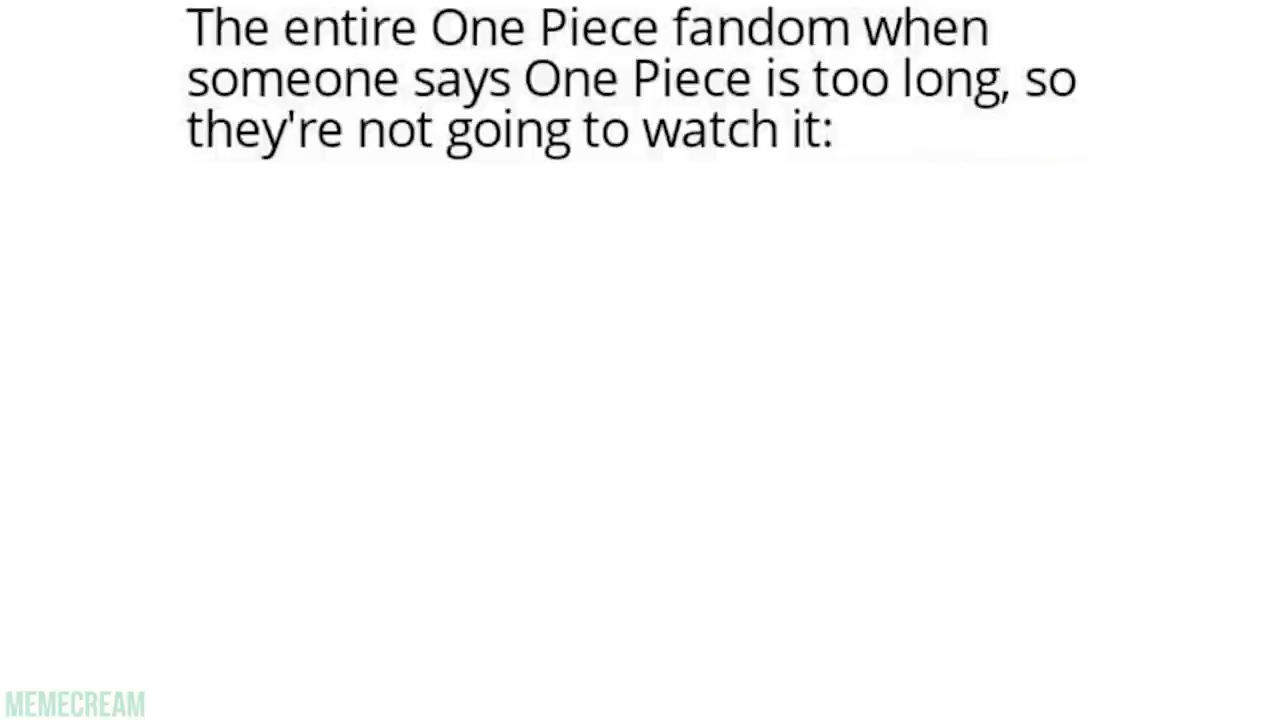 The entire One Piece fandom when
someone says One Piece is too long, so
they're not going to watch it:
MEMECREAM